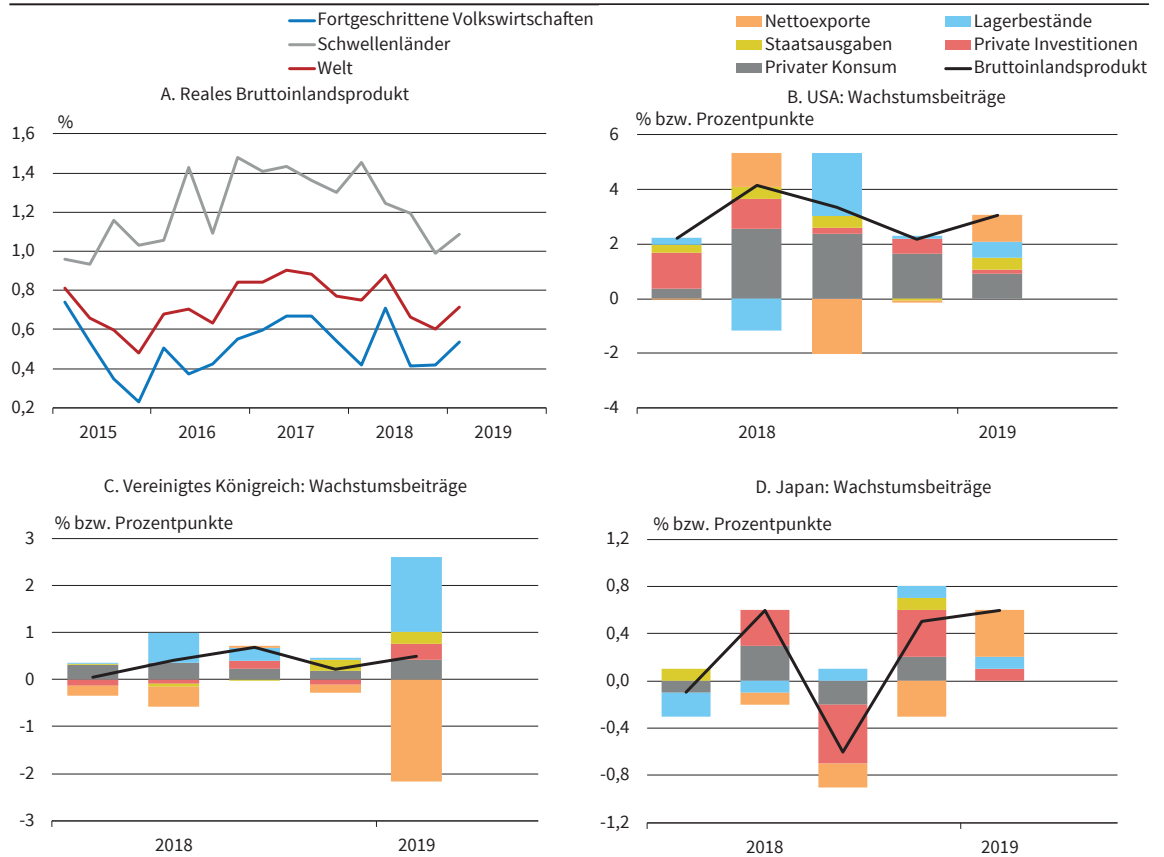 Fortgeschrittene Volkswirtschaften
Schwellenländer
Welt
Nettoexporte
Lagerbestände
Staatsausgaben
Private Investitionen
Privater Konsum
Bruttoinlandsprodukt
A. Reales Bruttoinlandsprodukt
%
1,6
1,4
1,2
1,0
0,8
0,6
0,4
0,2
2015
2016
2017
2018
2019
B. USA: Wachstumsbeiträge
% bzw. Prozentpunkte
6
4
2
0
-2
-4
2018
2019
C. Vereinigtes Königreich: Wachstumsbeiträge
% bzw. Prozentpunkte
3
2
1
0
-1
-2
-3
2018
2019
D. Japan: Wachstumsbeiträge
% bzw. Prozentpunkte
1,2
0,8
0,4
0,0
-0,4
-0,8
-1,2
2018
2019